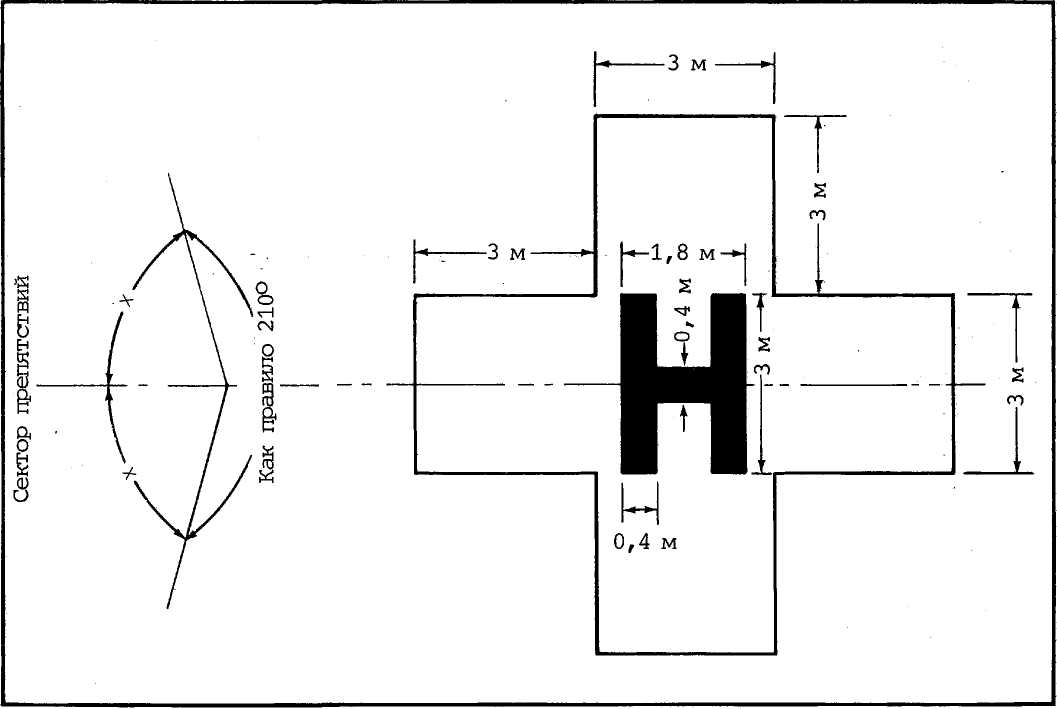 3 м
3 м
3 м
1,8 м
0,4 м
3 м
3 м
0,4 м
Сектор препятствий
X
X
Как правило 210°